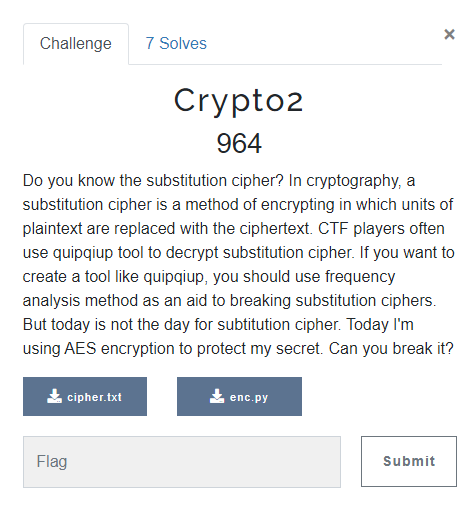 Challenge
7 Solves
×
Crypto2
964
Do you know the substitution cipher? In cryptography, a
substitution cipher is a method of encrypting in which units of
plaintext are replaced with the ciphertext. CTF players often
use quipqiup tool to decrypt substitution cipher. If you want to
create a tool like quipqiup, you should use frequency
analysis method as an aid to breaking substitution ciphers.
But today is not the day for subtitution cipher. Today I'm
using AES encryption to protect my secret. Can you break it?
cipher.txt
enc.py
Flag
Submit